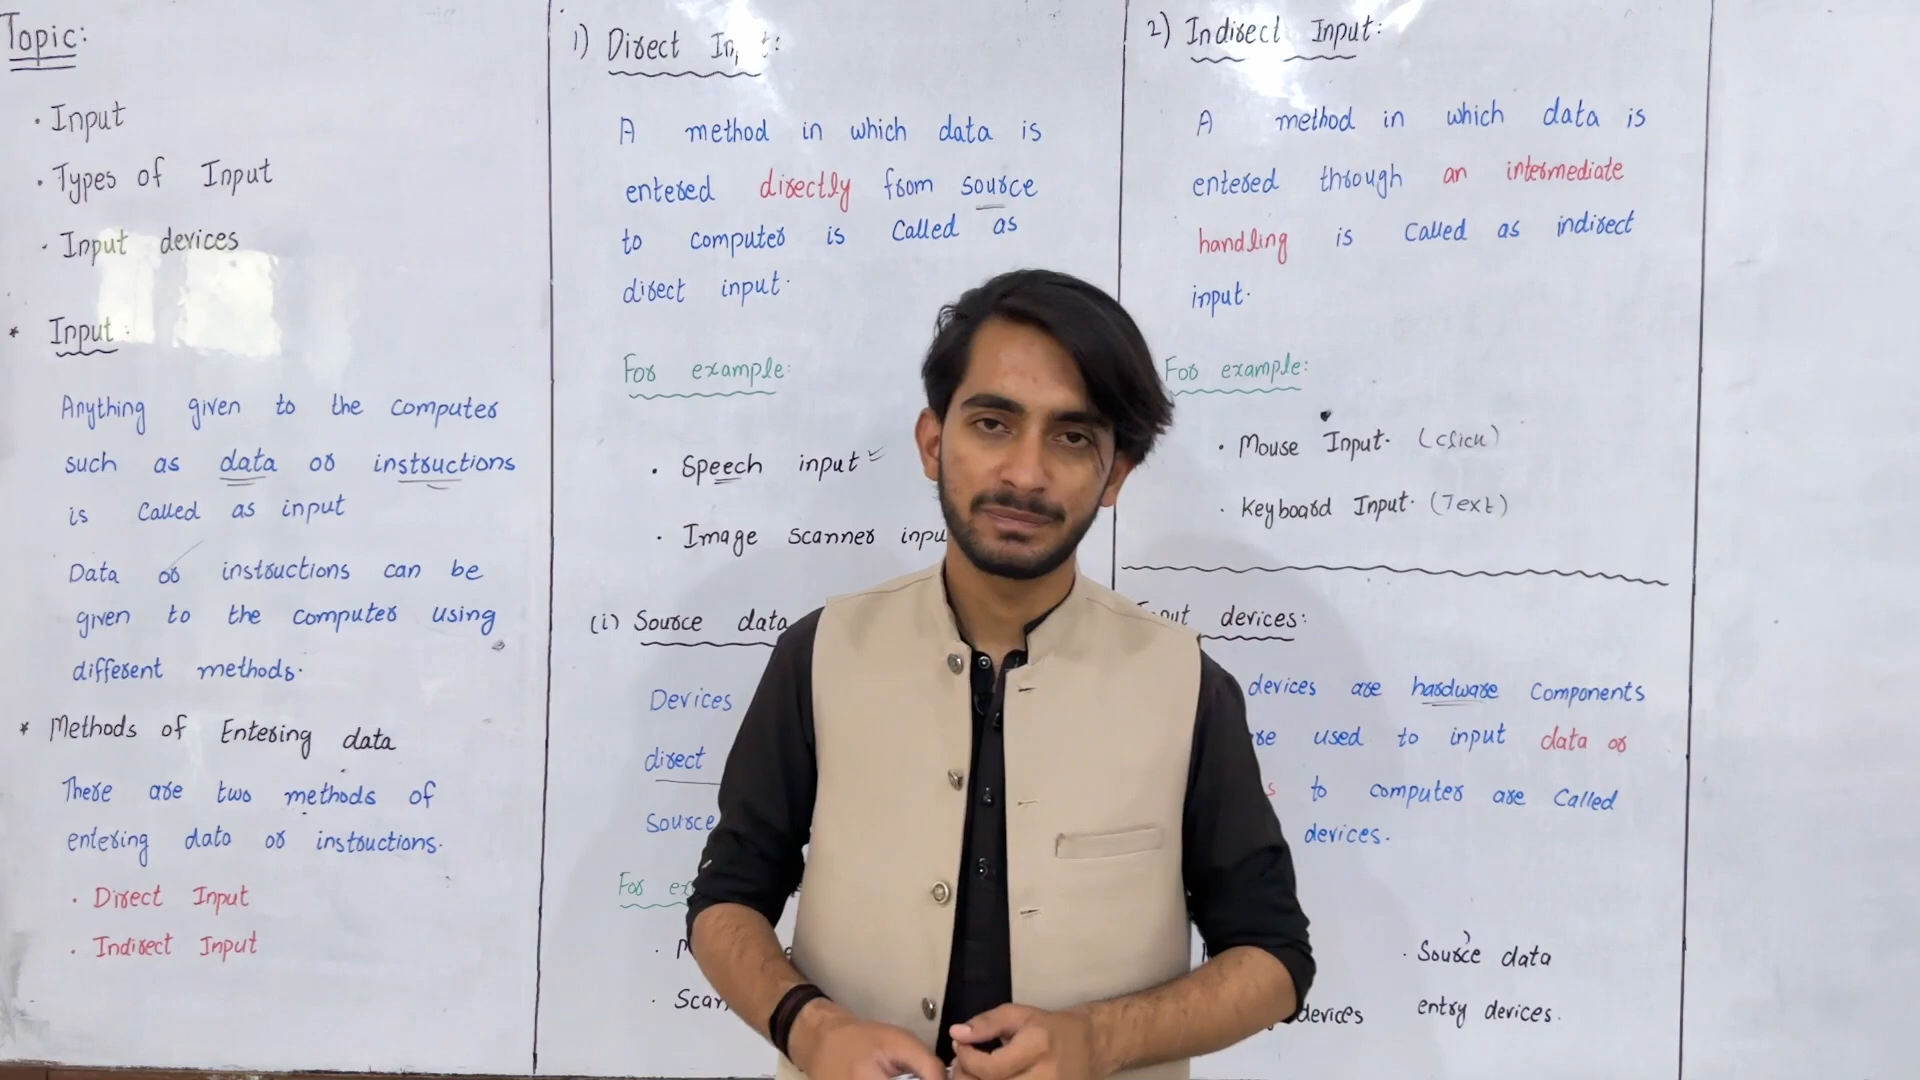 Topic:
· Input
· Types of Input
· Input devices
* Input:
Anything given to the computer
such as data or instructions
is called as input
Data or instructions can be
given to the computer using
different methods.
* Methods of Entering data
There are two methods of
entering data or instructions.
· Direct Input
· Indirect Input
1) Direct
A method in which data is
entered directly from source
to computer is called as
direct input.
For example:
· Speech input
· Image scanner
(i) Source data
Devices
direct
Source
For
2) Indirect Input:
A method in which data is
entered through an intermediate
handling is called as indirect
input.
For example:
· Mouse Input. (click)
· Keyboard Input. (Text)
devices:
devices are hardware components
used to input data or
to computer are called
devices.
· Source data
devices entry devices.